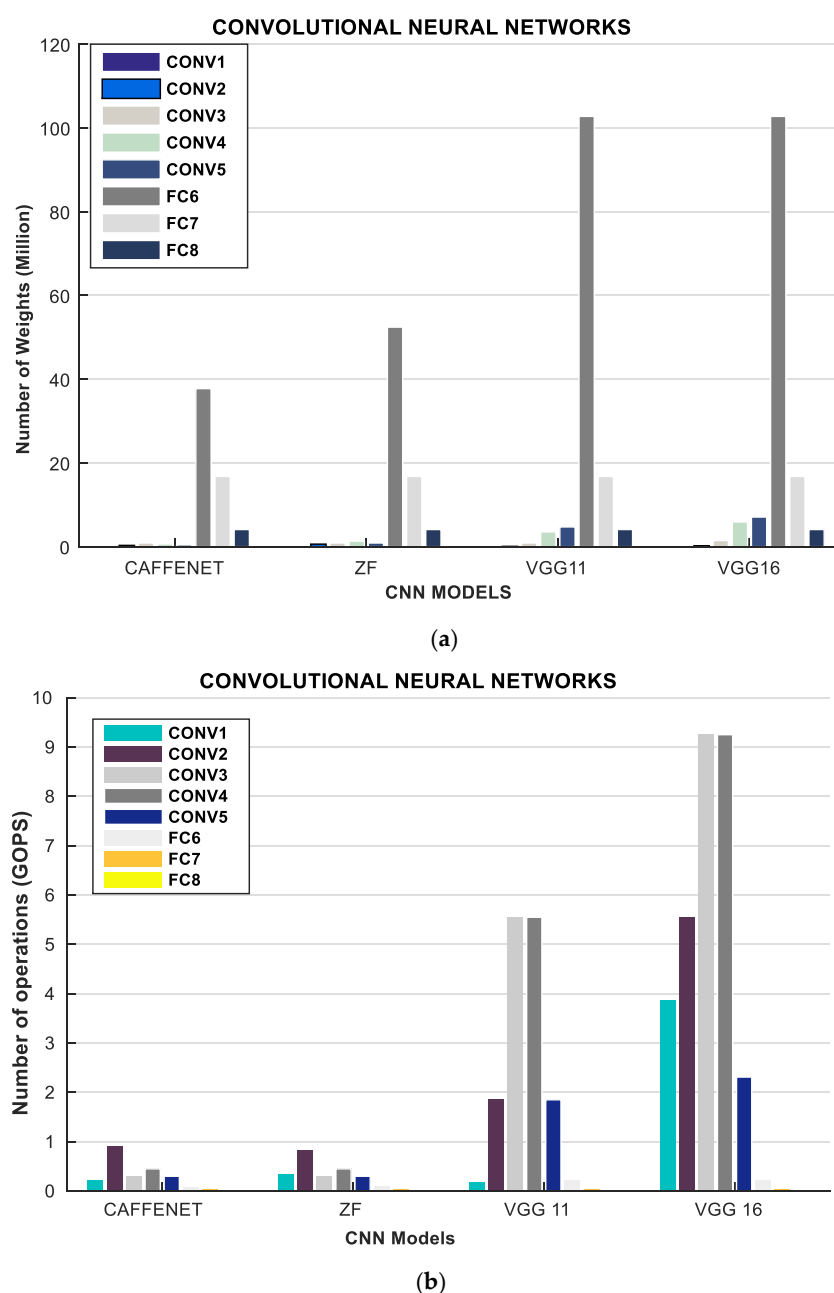 CONVOLUTIONAL NEURAL NETWORKS
120
100
80
60
40
20
0
Number of Weights (Million)
CONV1
CONV2
CONV3
CONV4
CONV5
FC6
FC7
FC8
CAFFENET ZF VGG11 VGG16
CNN MODELS
(a)
CONVOLUTIONAL NEURAL NETWORKS
10
9
8
7
6
5
4
3
2
1
0
Number of operations (GOPS)
CONV1
CONV2
CONV3
CONV4
CONV5
FC6
FC7
FC8
CAFFENET ZF VGG 11 VGG 16
CNN Models
(b)